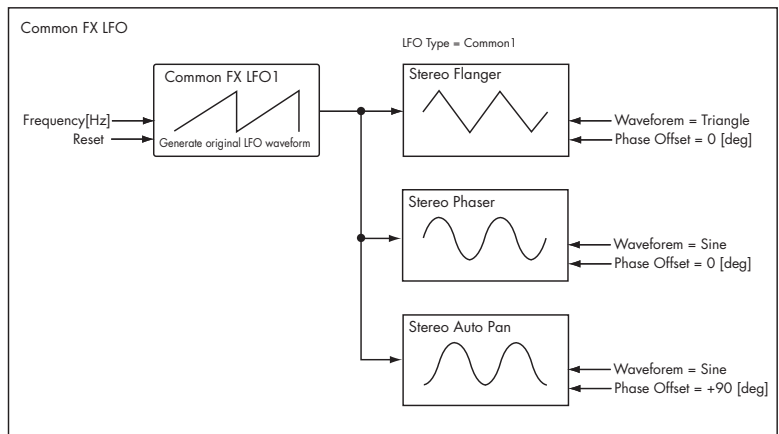 Common FX LFO
LFO Type = Common1
Common FX LFO1
Generate original LFO waveform
Frequency[Hz]
Reset
Stereo Flanger
Waveforem = Triangle
Phase Offset = 0 [deg]
Stereo Phaser
Waveforem = Sine
Phase Offset = 0 [deg]
Stereo Auto Pan
Waveforem = Sine
Phase Offset = +90 [deg]